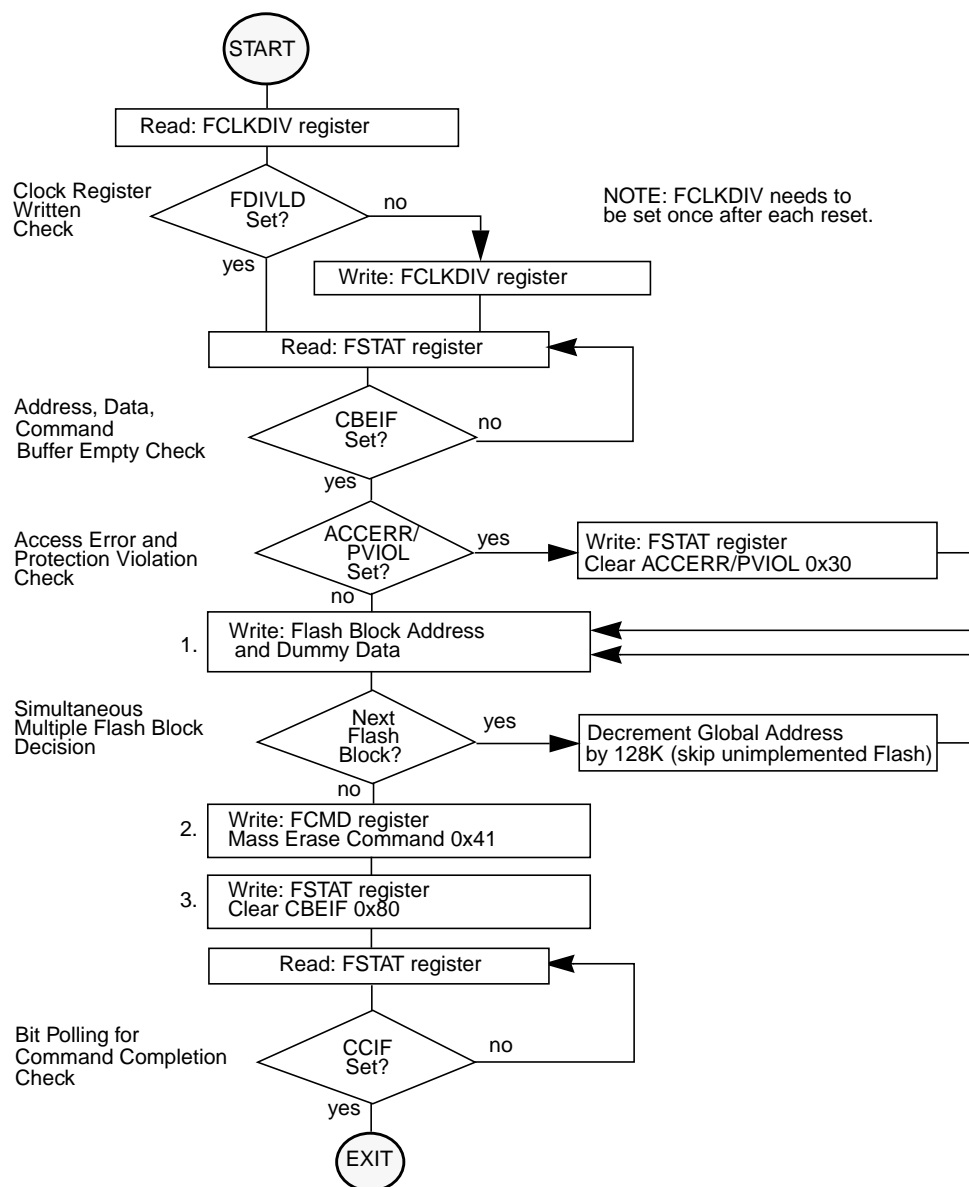 START
Read: FCLKDIV register
Clock Register
Written
Check
FDIVLD
Set?
no
yes
NOTE: FCLKDIV needs to
be set once after each reset.
Write: FCLKDIV register
Read: FSTAT register
Address, Data,
Command
Buffer Empty Check
CBEIF
Set?
no
yes
Access Error and
Protection Violation
Check
ACCERR/
PVIOL
Set?
yes
no
Write: FSTAT register
Clear ACCERR/PVIOL 0x30
1.
Write: Flash Block Address
and Dummy Data
Simultaneous
Multiple Flash Block
Decision
Next
Flash
Block?
yes
no
Decrement Global Address
by 128K (skip unimplemented Flash)
2.
Write: FCMD register
Mass Erase Command 0x41
3.
Write: FSTAT register
Clear CBEIF 0x80
Read: FSTAT register
Bit Polling for
Command Completion
Check
CCIF
Set?
no
yes
EXIT